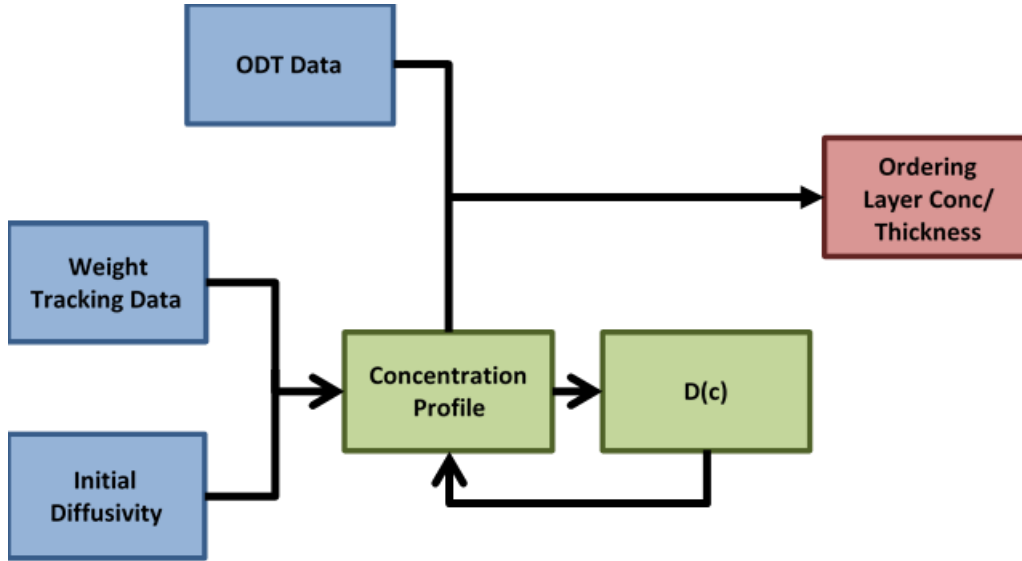 ODT Data
Ordering
Layer Conc/
Thickness
Weight
Tracking Data
Concentration
Profile
D(c)
Initial
Diffusivity